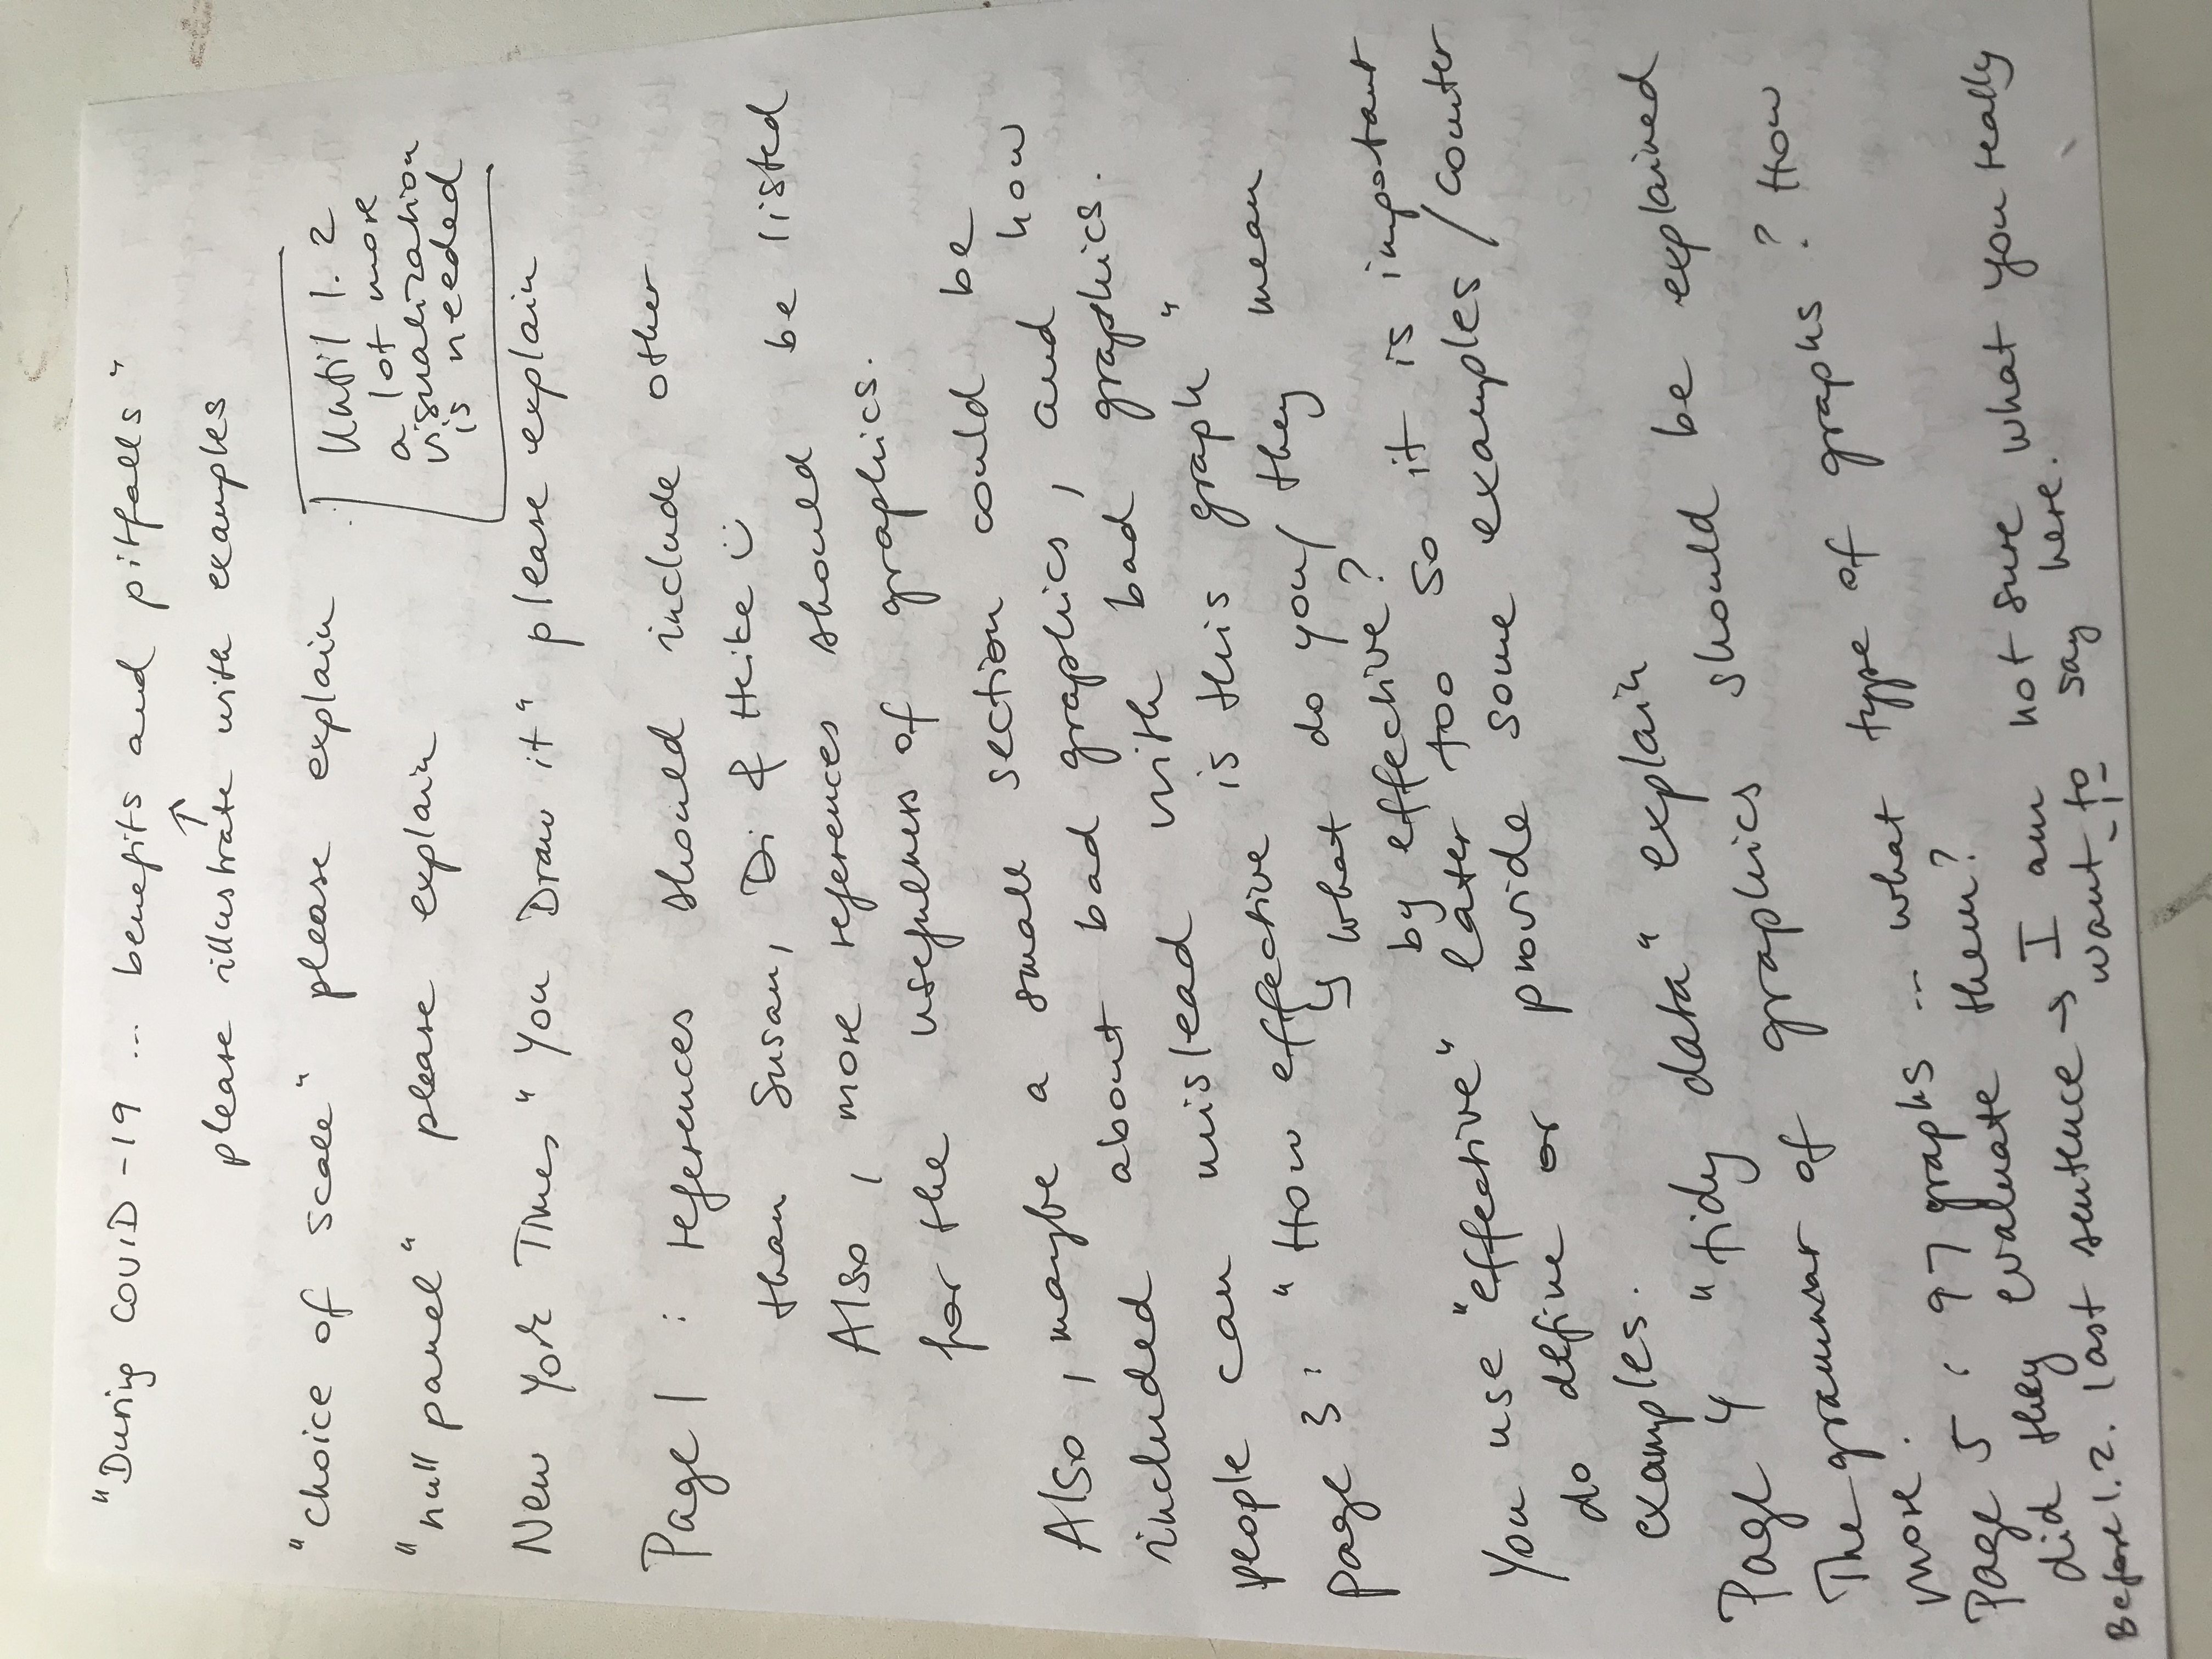 "During COVID-19 ... benefits and pitfalls"
↑
please illustrate with examples
"choice of scale" please explain
"null panel" please explain
Until 1.2
a lot more
visualization
is needed
New York Times "You Draw it" please explain
Page 1 : references should include other
than Susan, Di & Heike ü
Also, more references should be listed
for the usefulness of graphics.
Also, maybe a small section could be
included about bad graphics, and how
people can mislead with bad graphics.
page 3: "How effective is this graph"
↳ what do you/they mean
by effective?
You use "effective" later too so it is important
do define or provide some examples/counter
examples.
Page 4 "tidy data" explain
The grammar of graphics should be explained
more.
Page 5: 97 graphs ... what type of graphs? How
did they evaluate them?
Before 1.2. last sentence → I am not sure what you really
want to say here.